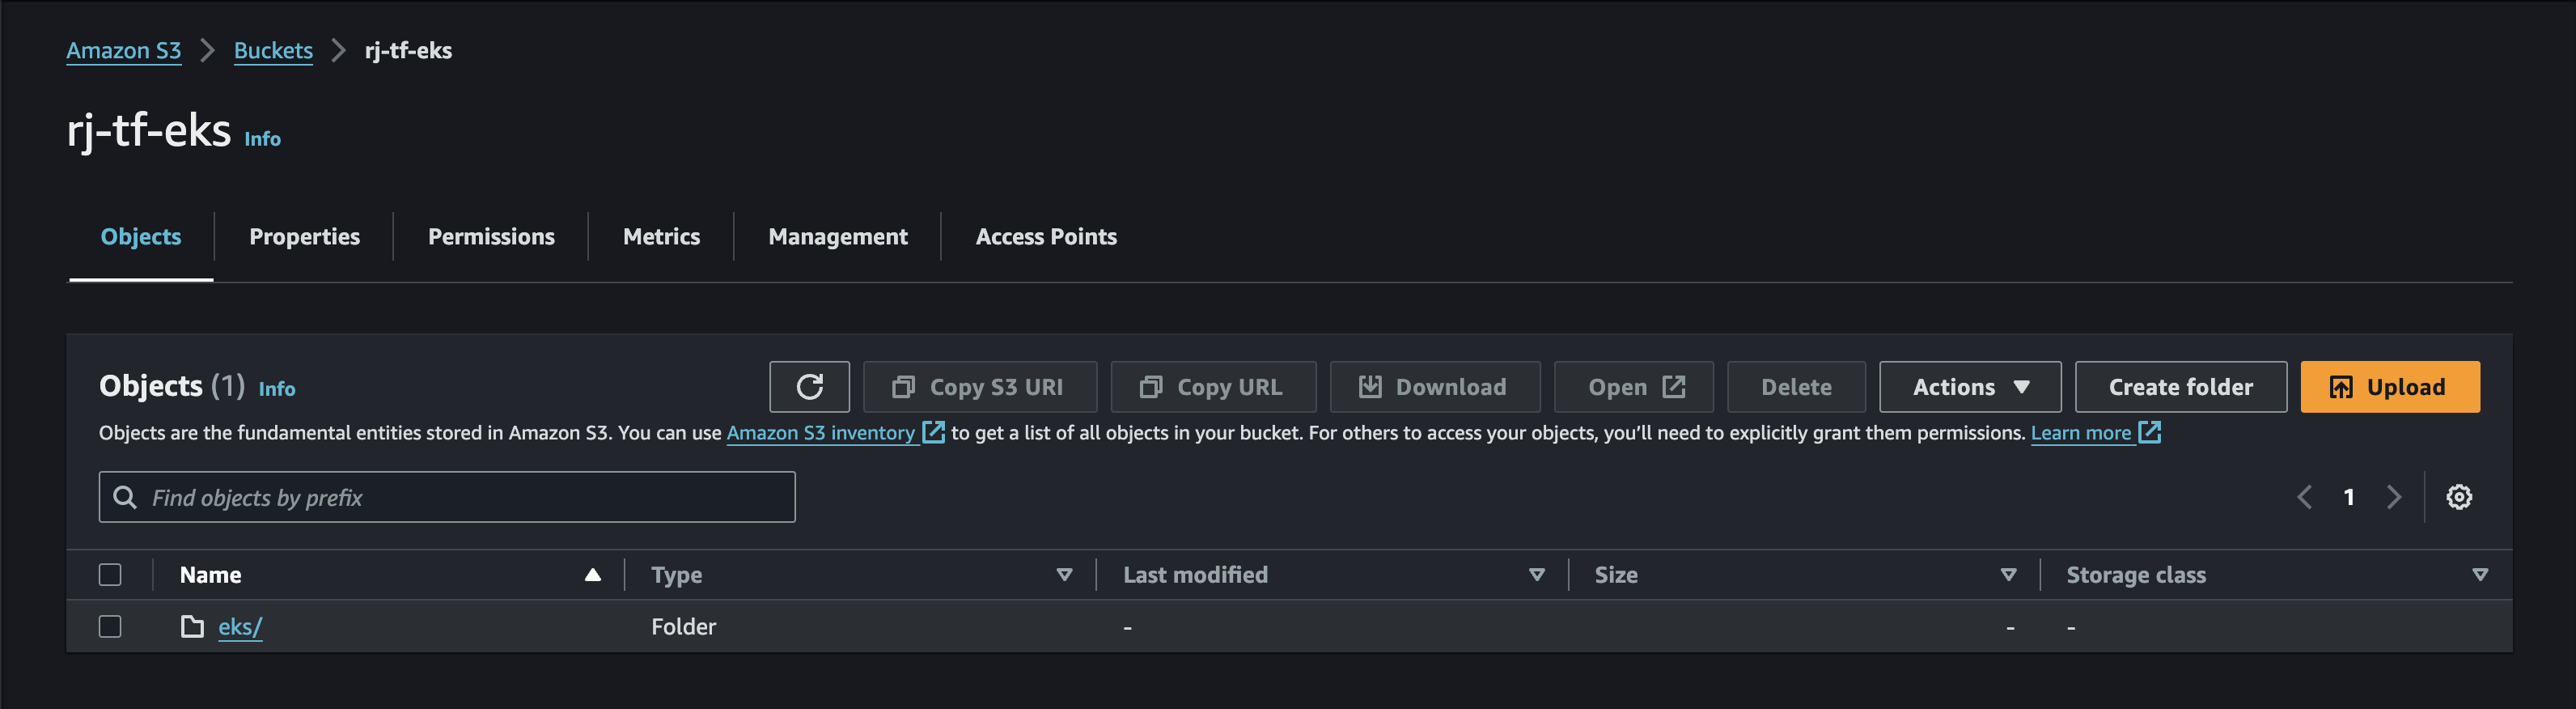 Amazon S3 > Buckets > rj-tf-eks
rj-tf-eks Info
Objects Properties Permissions Metrics Management Access Points
Objects (1) Info Copy S3 URI Copy URL Download Open Delete Actions Create folder Upload
Objects are the fundamental entities stored in Amazon S3. You can use Amazon S3 inventory to get a list of all objects in your bucket. For others to access your objects, you’ll need to explicitly grant them permissions. Learn more
Find objects by prefix 1
Name Type Last modified Size Storage class
eks/ Folder - - -